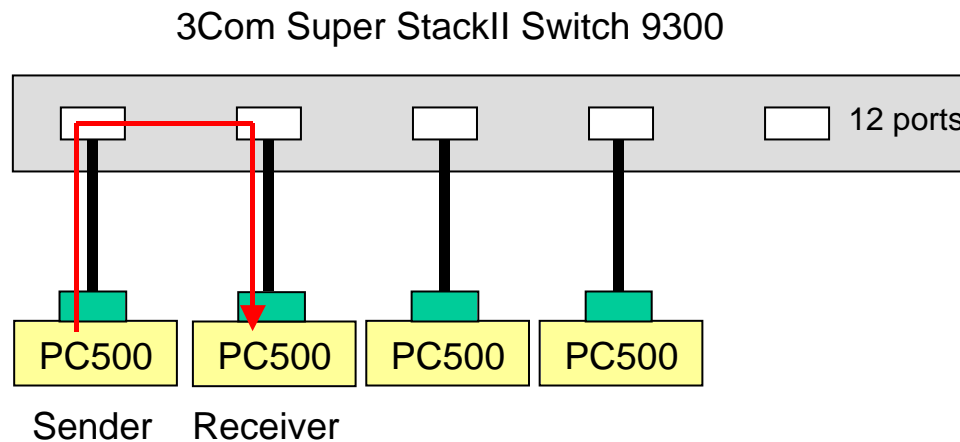 3Com Super StackII Switch 9300
12 ports
PC500 PC500 PC500 PC500
Sender Receiver